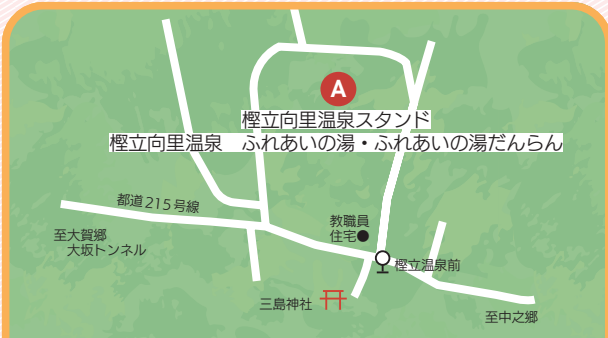 A
樫立向里温泉スタンド
樫立向里温泉　ふれあいの湯・ふれあいの湯だんらん
都道215号線
至大賀郷
大坂トンネル
教職員
住宅●
樫立温泉前
三島神社
至中之郷